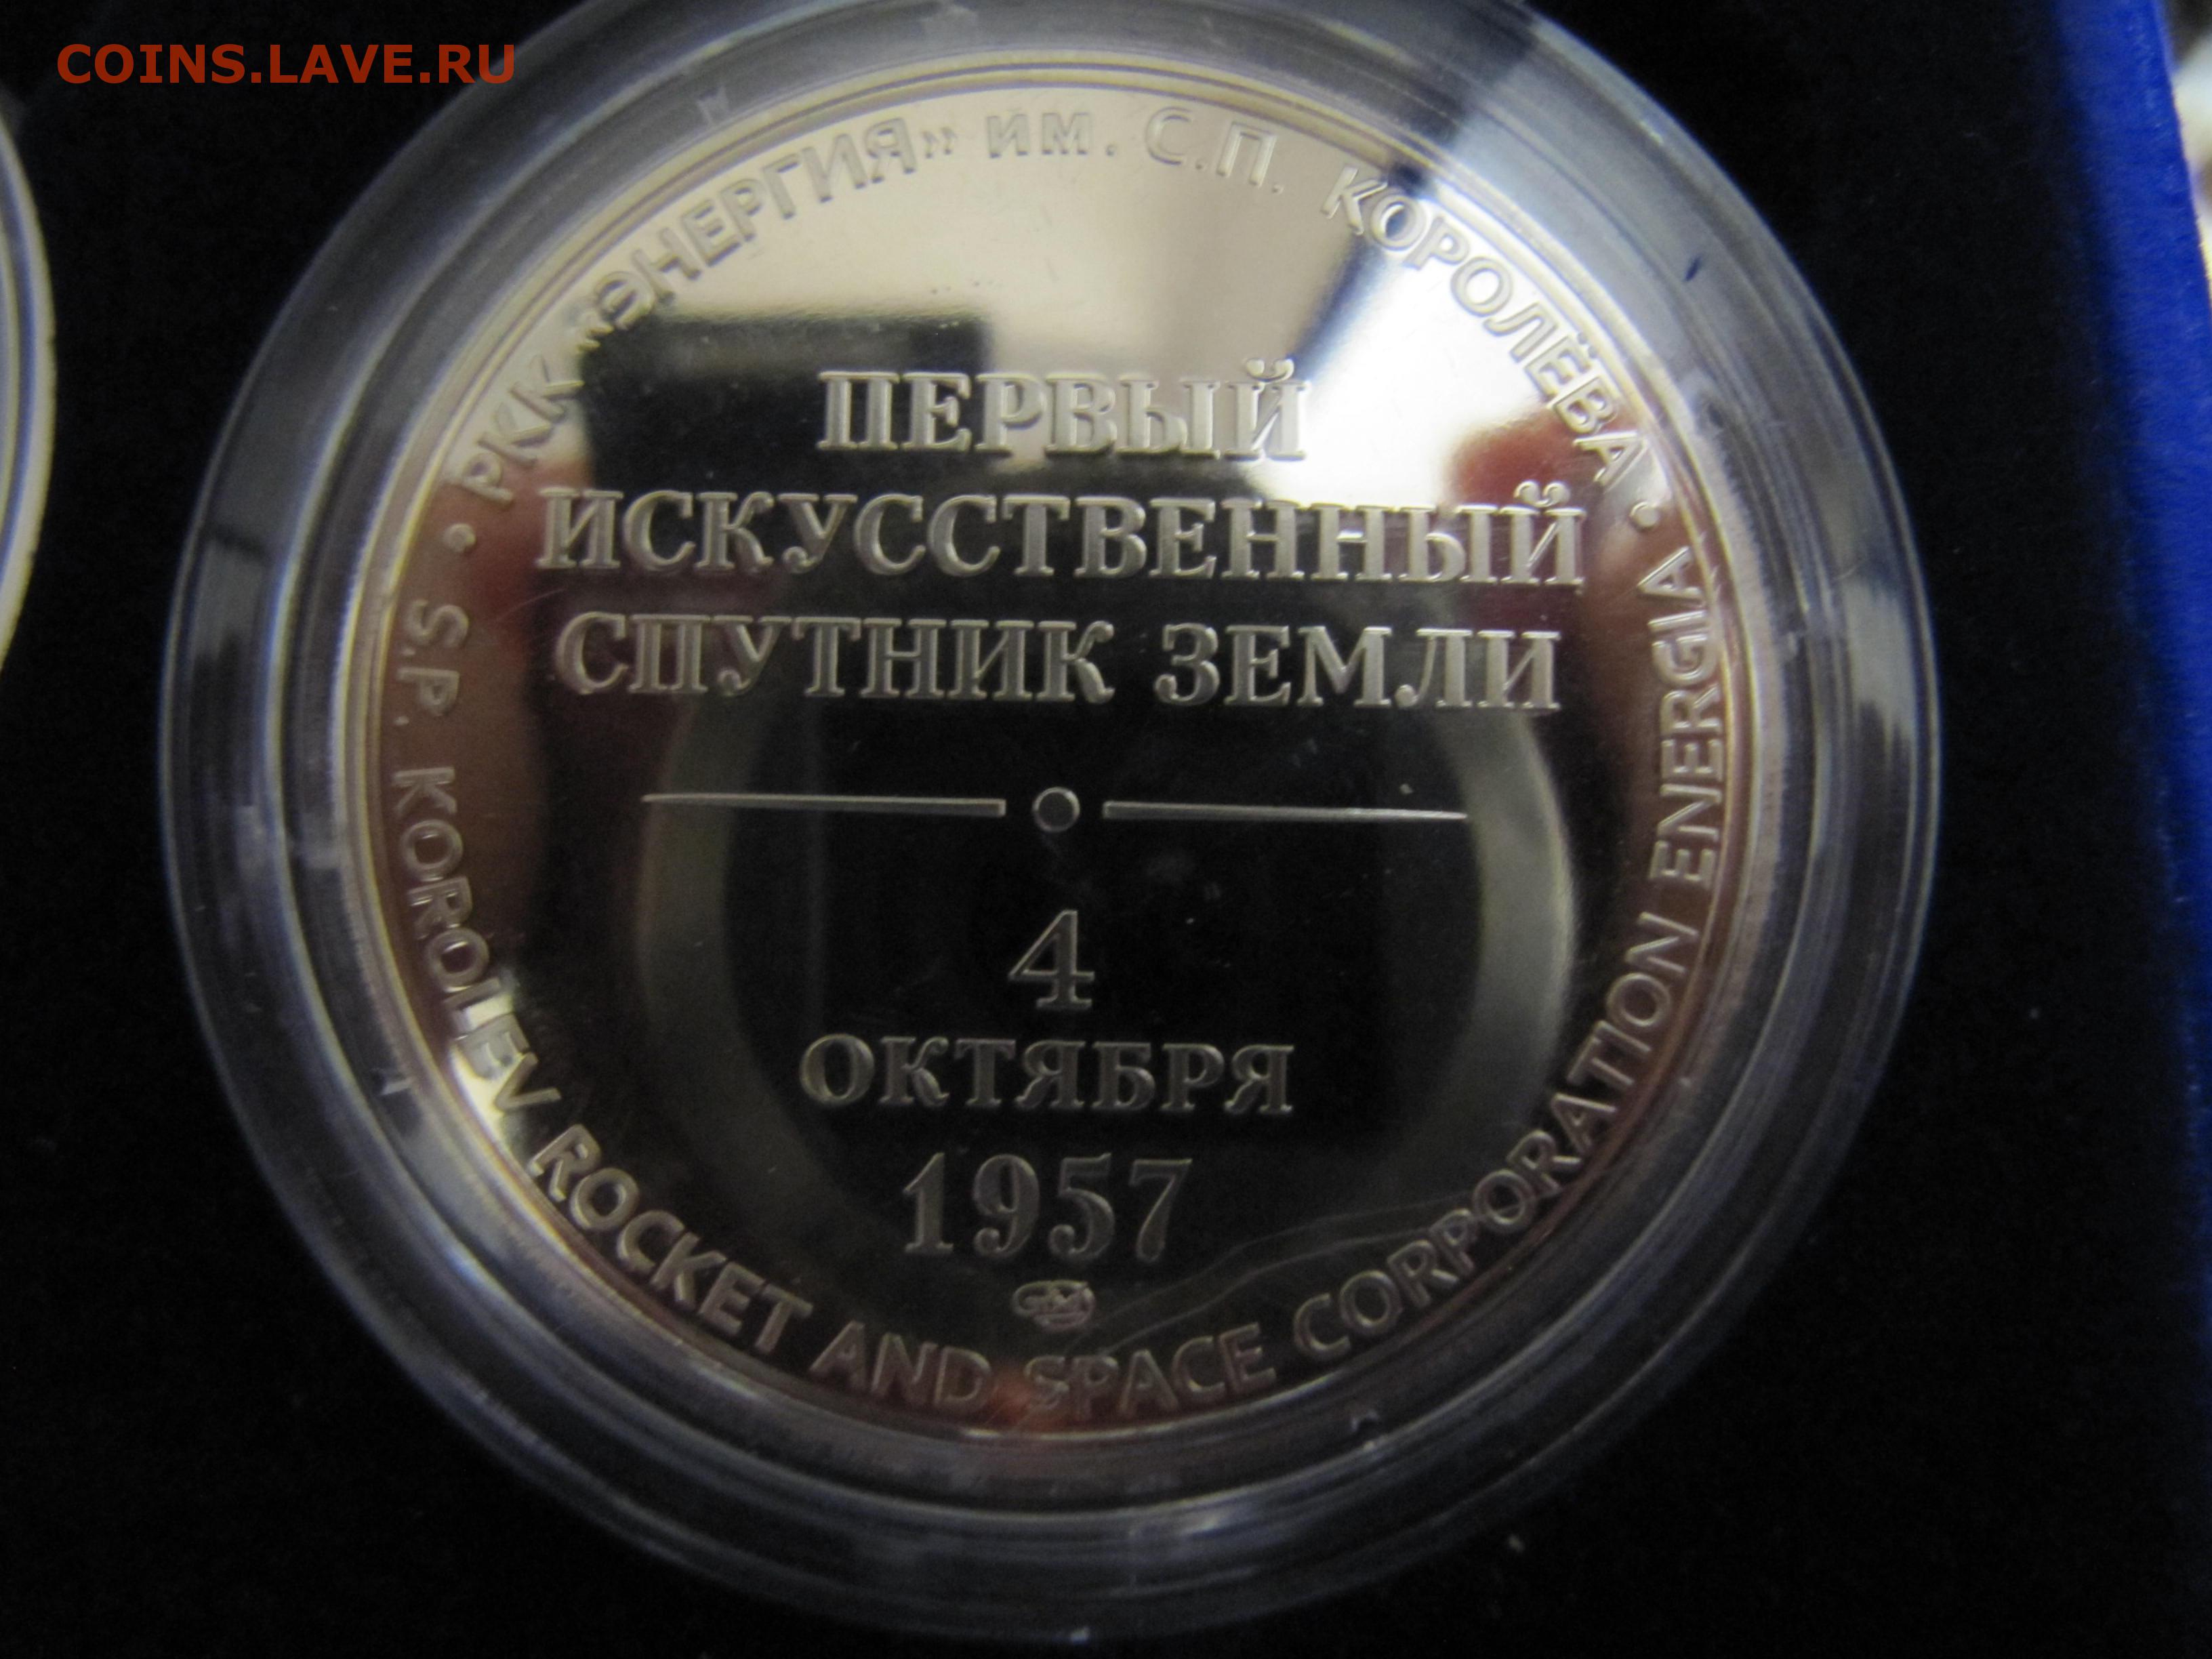 COINS.LAVE.RU
• РКК «ЭНЕРГИЯ» ИМ. С.П. КОРОЛЁВА •
ПЕРВЫЙ
ИСКУССТВЕННЫЙ
СПУТНИК ЗЕМЛИ
4
ОКТЯБРЯ
1957
S.P. KOROLEV ROCKET AND SPACE CORPORATION ENERGIA